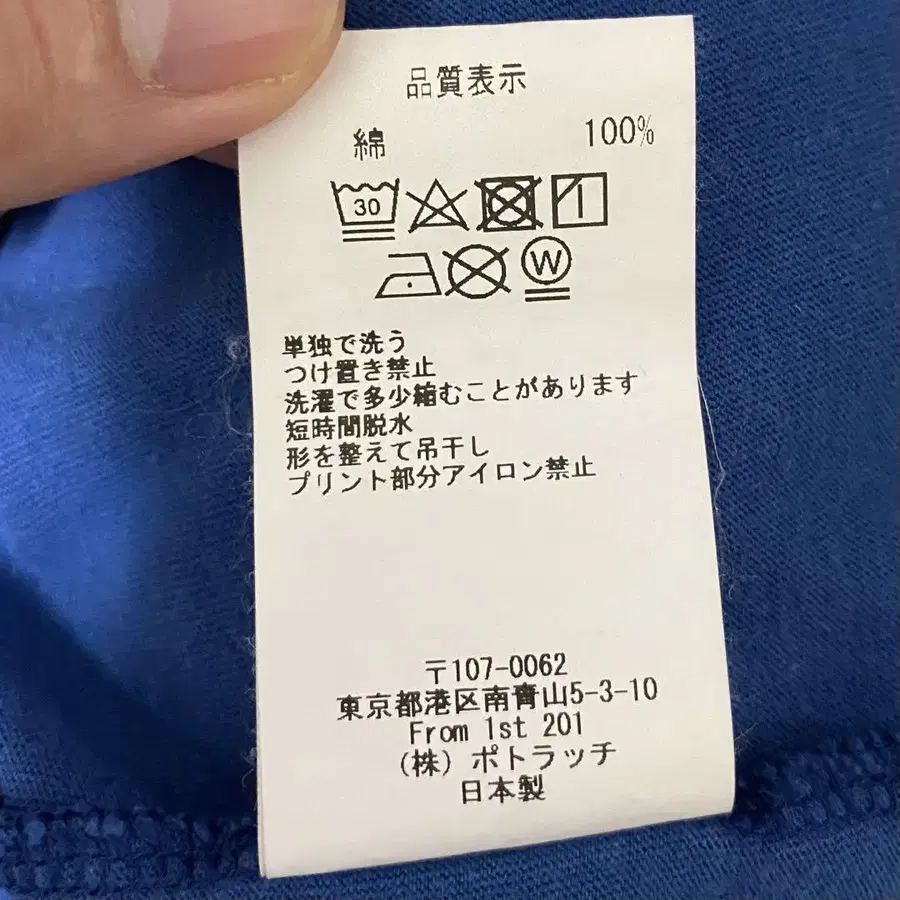 品質表示
綿 100%
30
W
単独で洗う
つけ置き禁止
洗濯で多少縮むことがあります
短時間脱水
形を整えて吊干し
プリント部分アイロン禁止
〒107-0062
東京都港区南青山5-3-10
From 1st 201
(株) ポトラッチ
日本製